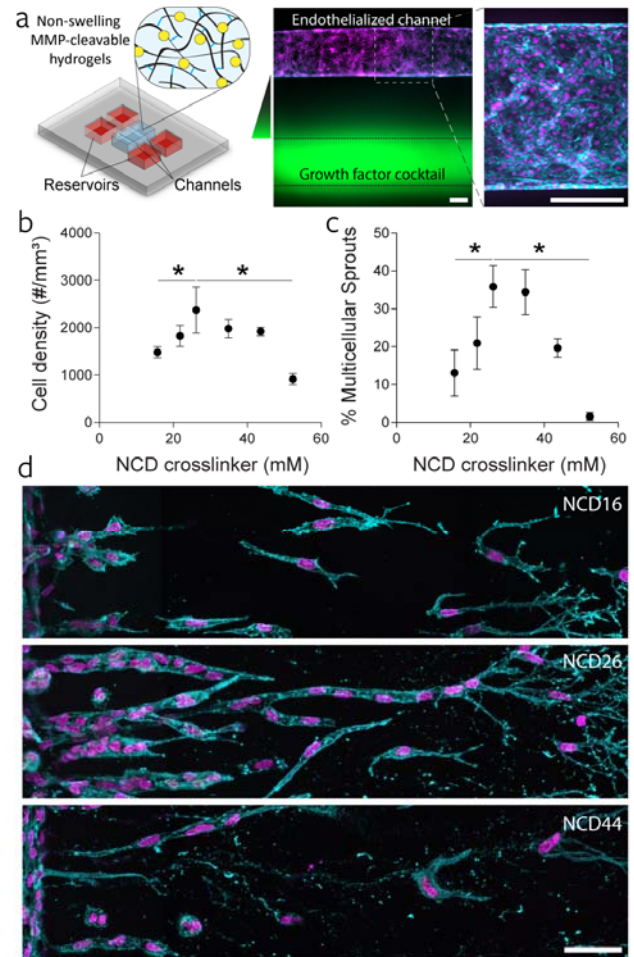 a
Non-swelling
MMP-cleavable
hydrogels
Reservoirs
Channels
Endothelialized channel
Growth factor cocktail
b
Cell density (#/mm³)
4000
3000
2000
1000
0
* *
0 20 40 60
NCD crosslinker (mM)
c
% Multicellular Sprouts
50
40
30
20
10
0
* *
0 20 40 60
NCD crosslinker (mM)
d
NCD16
NCD26
NCD44